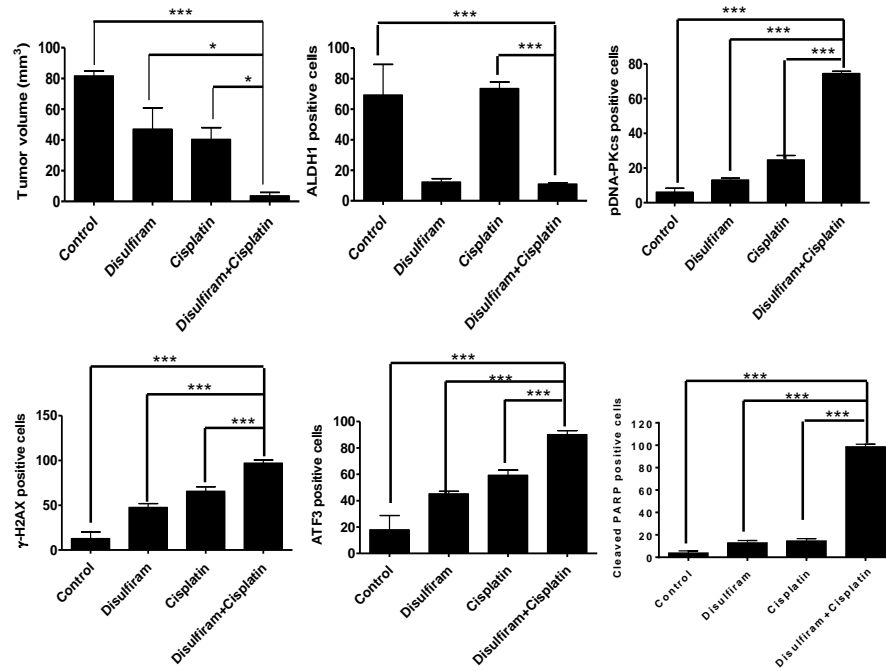 ***
*
*
Tumor volume (mm³)
100
80
60
40
20
0
Control
Disulfiram
Cisplatin
Disulfiram+Cisplatin
***
***
ALDH1 positive cells
100
80
60
40
20
0
Control
Disulfiram
Cisplatin
Disulfiram+Cisplatin
***
***
***
pDNA-PKcs positive cells
80
60
40
20
0
Control
Disulfiram
Cisplatin
Disulfiram+Cisplatin
***
***
***
γ-H2AX positive cells
150
100
50
0
Control
Disulfiram
Cisplatin
Disulfiram+Cisplatin
***
***
***
ATF3 positive cells
100
80
60
40
20
0
Control
Disulfiram
Cisplatin
Disulfiram+Cisplatin
***
***
***
Cleaved PARP positive cells
120
100
80
60
40
20
0
Control
Disulfiram
Cisplatin
Disulfiram+Cisplatin